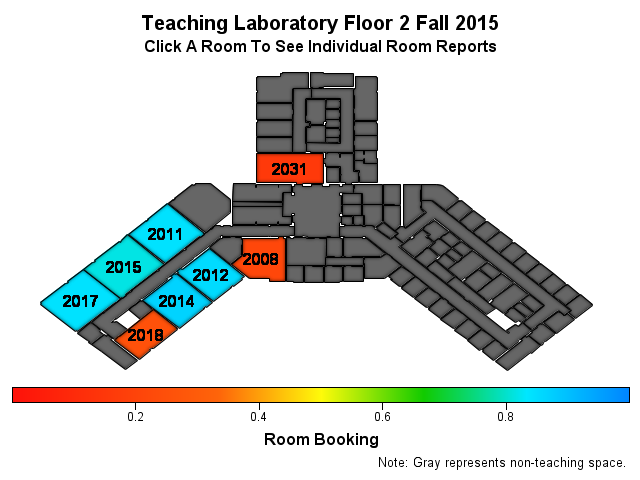 Teaching Laboratory Floor 2 Fall 2015
Click A Room To See Individual Room Reports
2031
2011
2015
2008
2012
2017
2014
2018
0.2 0.4 0.6 0.8
Room Booking
Note: Gray represents non-teaching space.